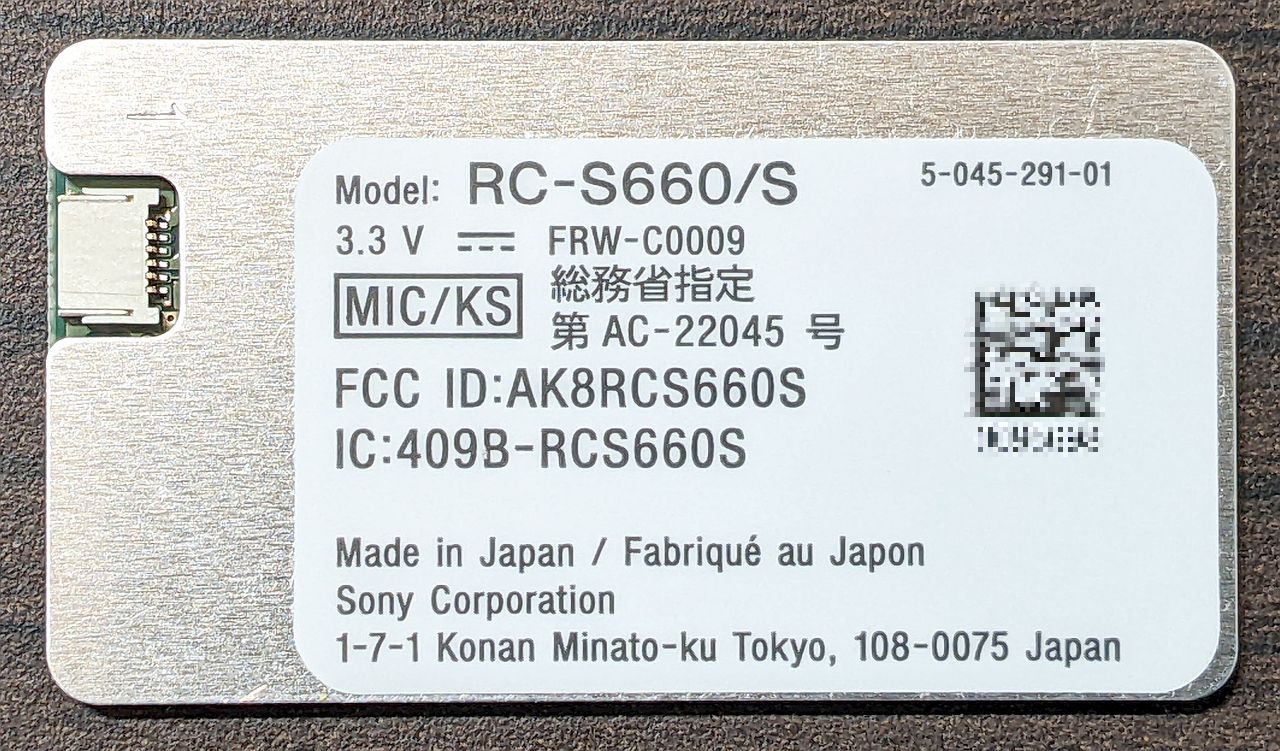 Model: RC-S660/S
5-045-291-01
3.3 V FRW-C0009
MIC/KS
総務省指定
第 AC-22045 号
FCC ID:AK8RCS660S
IC:409B-RCS660S
Made in Japan / Fabriqué au Japon
Sony Corporation
1-7-1 Konan Minato-ku Tokyo, 108-0075 Japan